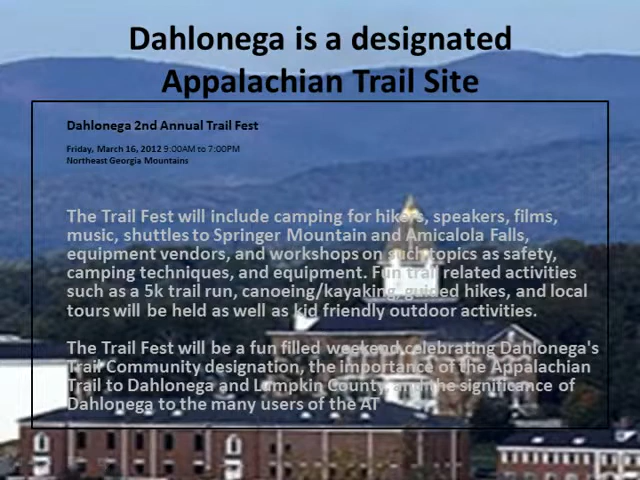 Dahlonega is a designated
Appalachian Trail Site
Dahlonega 2nd Annual Trail Fest
Friday, March 16, 2012 9:00AM to 7:00PM
Northeast Georgia Mountains
The Trail Fest will include camping for hikers, speakers, films,
music, shuttles to Springer Mountain and Amicalola Falls,
equipment vendors, and workshops on such topics as safety,
camping techniques, and equipment. Fun trail related activities
such as a 5k trail run, canoeing/kayaking, guided hikes, and local
tours will be held as well as kid friendly outdoor activities.
The Trail Fest will be a fun filled weekend celebrating Dahlonega's
Trail Community designation, the importance of the Appalachian
Trail to Dahlonega and Lumpkin County, and the significance of
Dahlonega to the many users of the AT